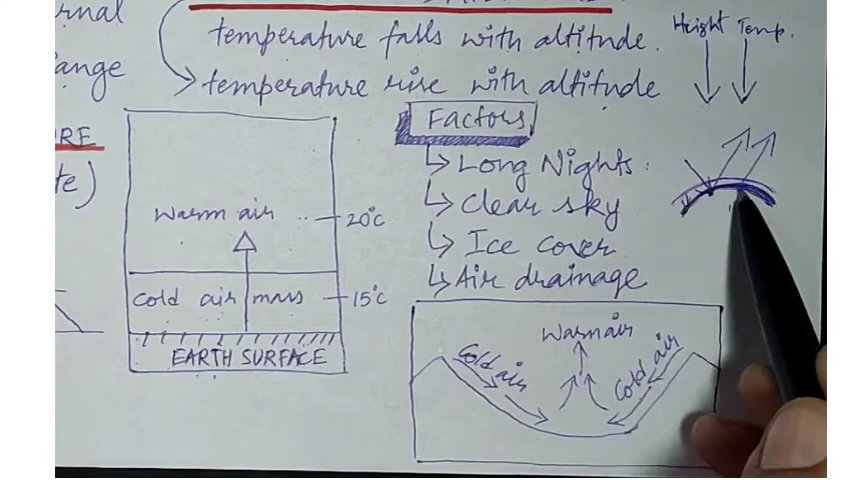 rnal
temperature falls with altitude.
Height Temp.
ange
temperature rise with altitude
RE
te)
Factors
Long Nights:
Clear sky
Ice cover
Air drainage
Warm air
20°c
cold air mass
15°c
EARTH SURFACE
Warm air
Cold air
Cold air